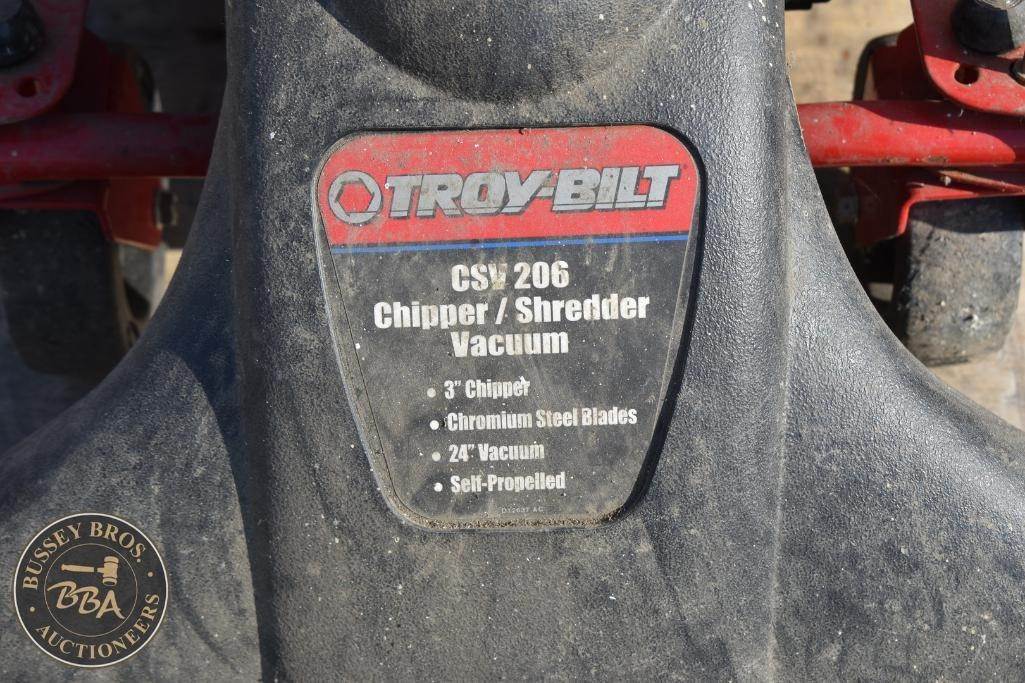 TROY-BILT
CSV 206
Chipper / Shredder
Vacuum
• 3" Chipper
• Chromium Steel Blades
• 24" Vacuum
• Self-Propelled
BUSSEY BROS.
BBA
AUCTIONEERS